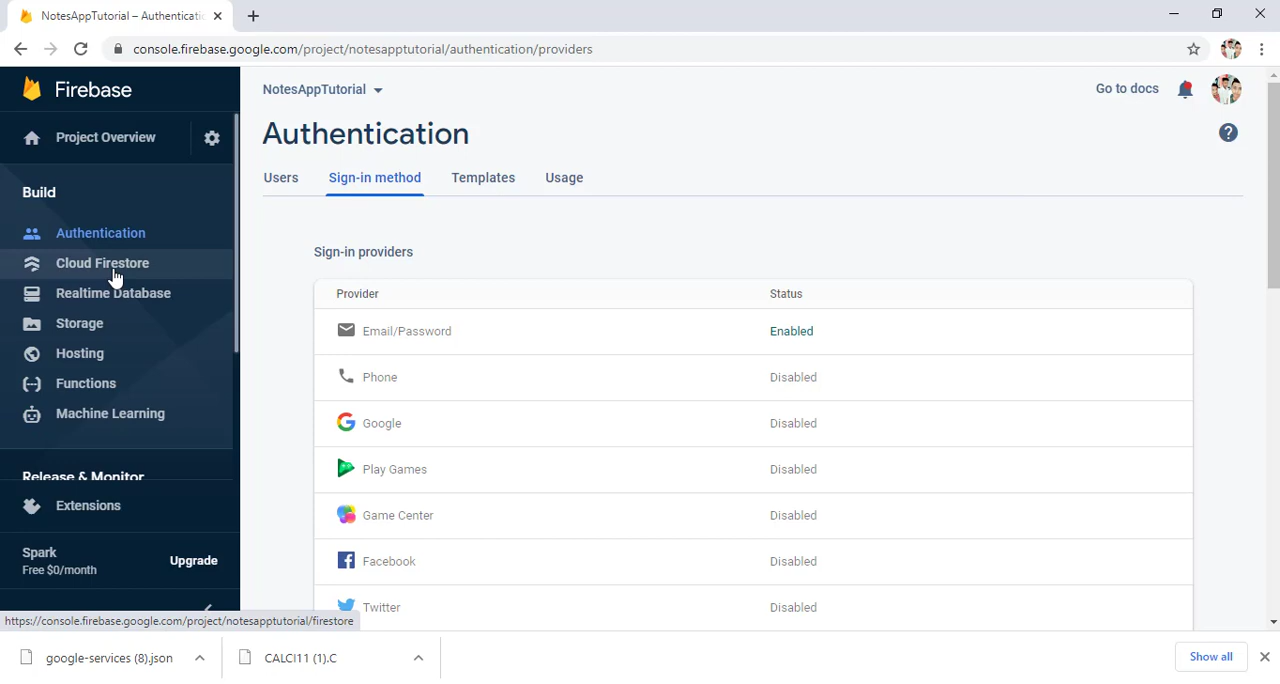 NotesAppTutorial – Authenticatio
console.firebase.google.com/project/notesapptutorial/authentication/providers
Firebase
Project Overview
Build
Authentication
Cloud Firestore
Realtime Database
Storage
Hosting
Functions
Machine Learning
Release & Monitor
Extensions
Spark
Free $0/month
Upgrade
NotesAppTutorial
Go to docs
Authentication
?
Users
Sign-in method
Templates
Usage
Sign-in providers
Provider
Status
Email/Password
Enabled
Phone
Disabled
Google
Disabled
Play Games
Disabled
Game Center
Disabled
Facebook
Disabled
Twitter
Disabled
https://console.firebase.google.com/project/notesapptutorial/firestore
google-services (8).json
CALCI11 (1).C
Show all